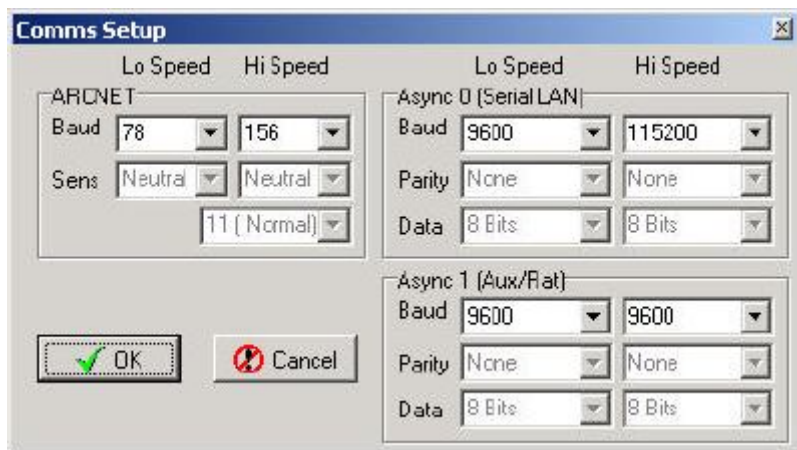 Comms Setup
Lo Speed Hi Speed
ARCNET
Baud 78 156
Sens Neutral Neutral
11 ( Normal)
OK
Cancel
Lo Speed Hi Speed
Async 0 (Serial LAN)
Baud 9600 115200
Parity None None
Data 8 Bits 8 Bits
Async 1 (Aux/Rat)
Baud 9600 9600
Parity None None
Data 8 Bits 8 Bits